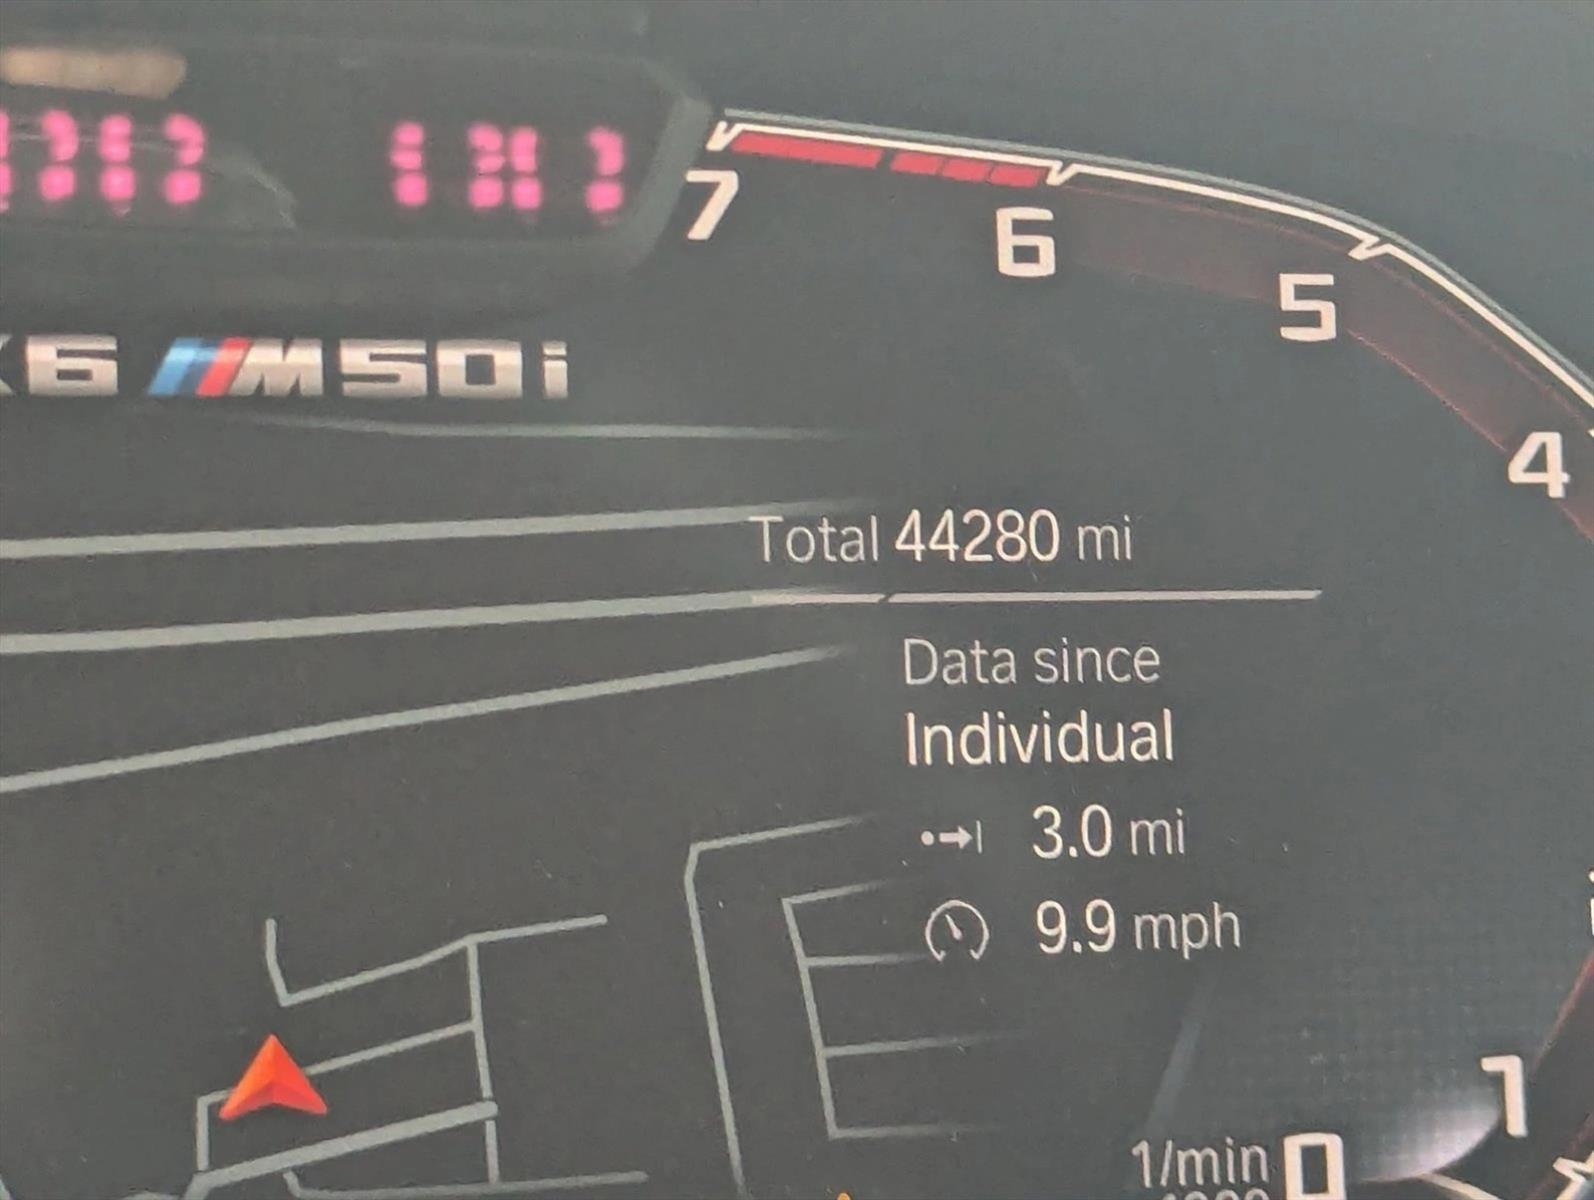 7
6
5
4
X6 M50i
Total 44280 mi
Data since
Individual
3.0 mi
9.9 mph
1
1/min
0